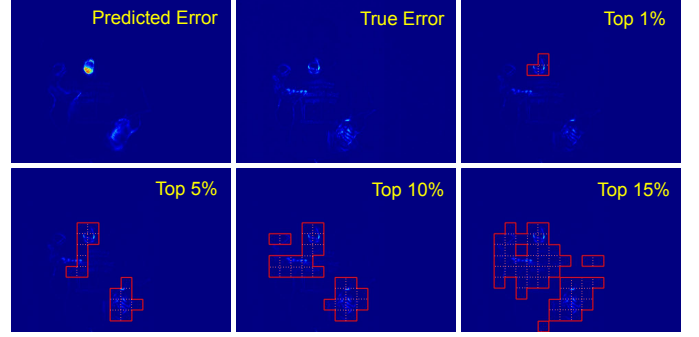 Predicted Error
True Error
Top 1%
Top 5%
Top 10%
Top 15%